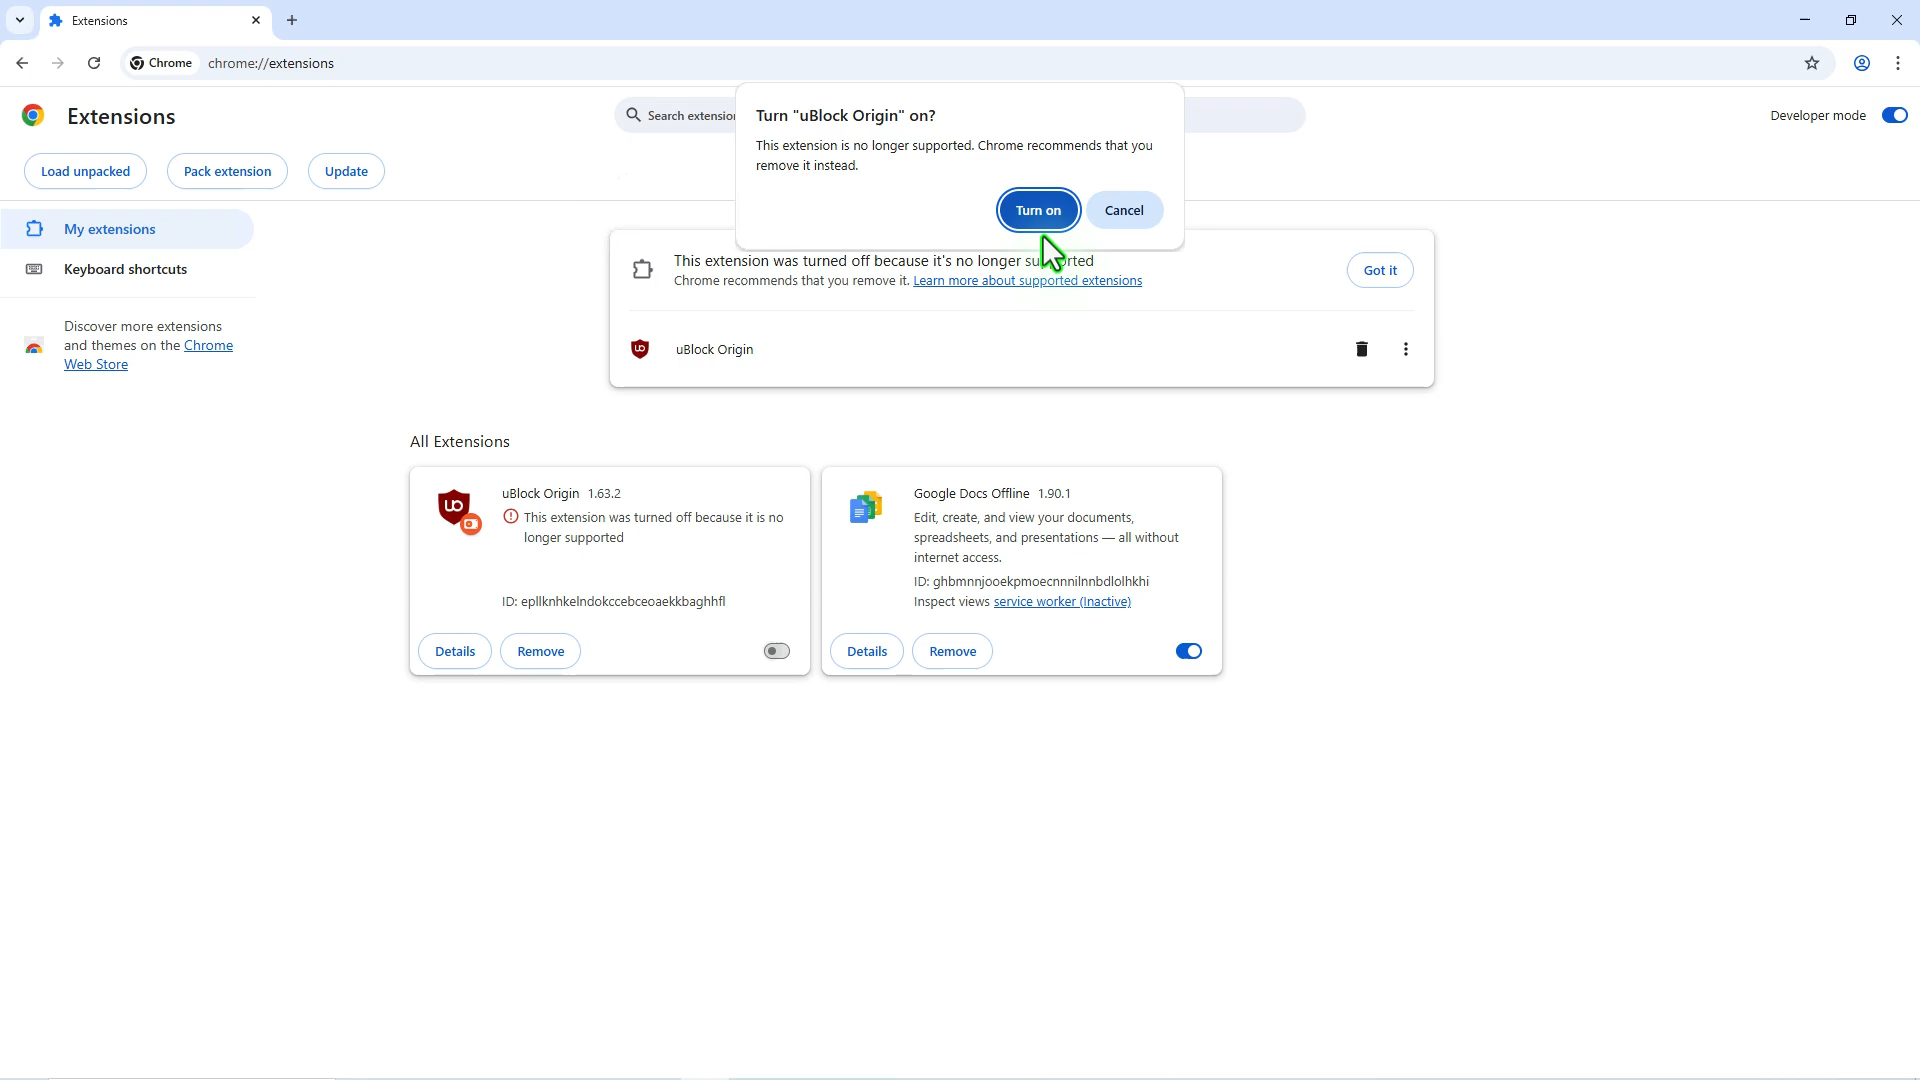 Extensions
Chrome
chrome://extensions
Extensions
Search extensio
Developer mode
Load unpacked
Pack extension
Update
Turn "uBlock Origin" on?
This extension is no longer supported. Chrome recommends that you
remove it instead.
Turn on
Cancel
My extensions
Keyboard shortcuts
Discover more extensions
and themes on the Chrome
Web Store
This extension was turned off because it's no longer supported
Chrome recommends that you remove it. Learn more about supported extensions
Got it
uBlock Origin
All Extensions
uBlock Origin 1.63.2
This extension was turned off because it is no
longer supported
ID: epllknhkelndokccebceoaekkbaghhfl
Details
Remove
Google Docs Offline 1.90.1
Edit, create, and view your documents,
spreadsheets, and presentations — all without
internet access.
ID: ghbmnnjooekpmoecnnnilnnbdlolhkhi
Inspect views service worker (Inactive)
Details
Remove